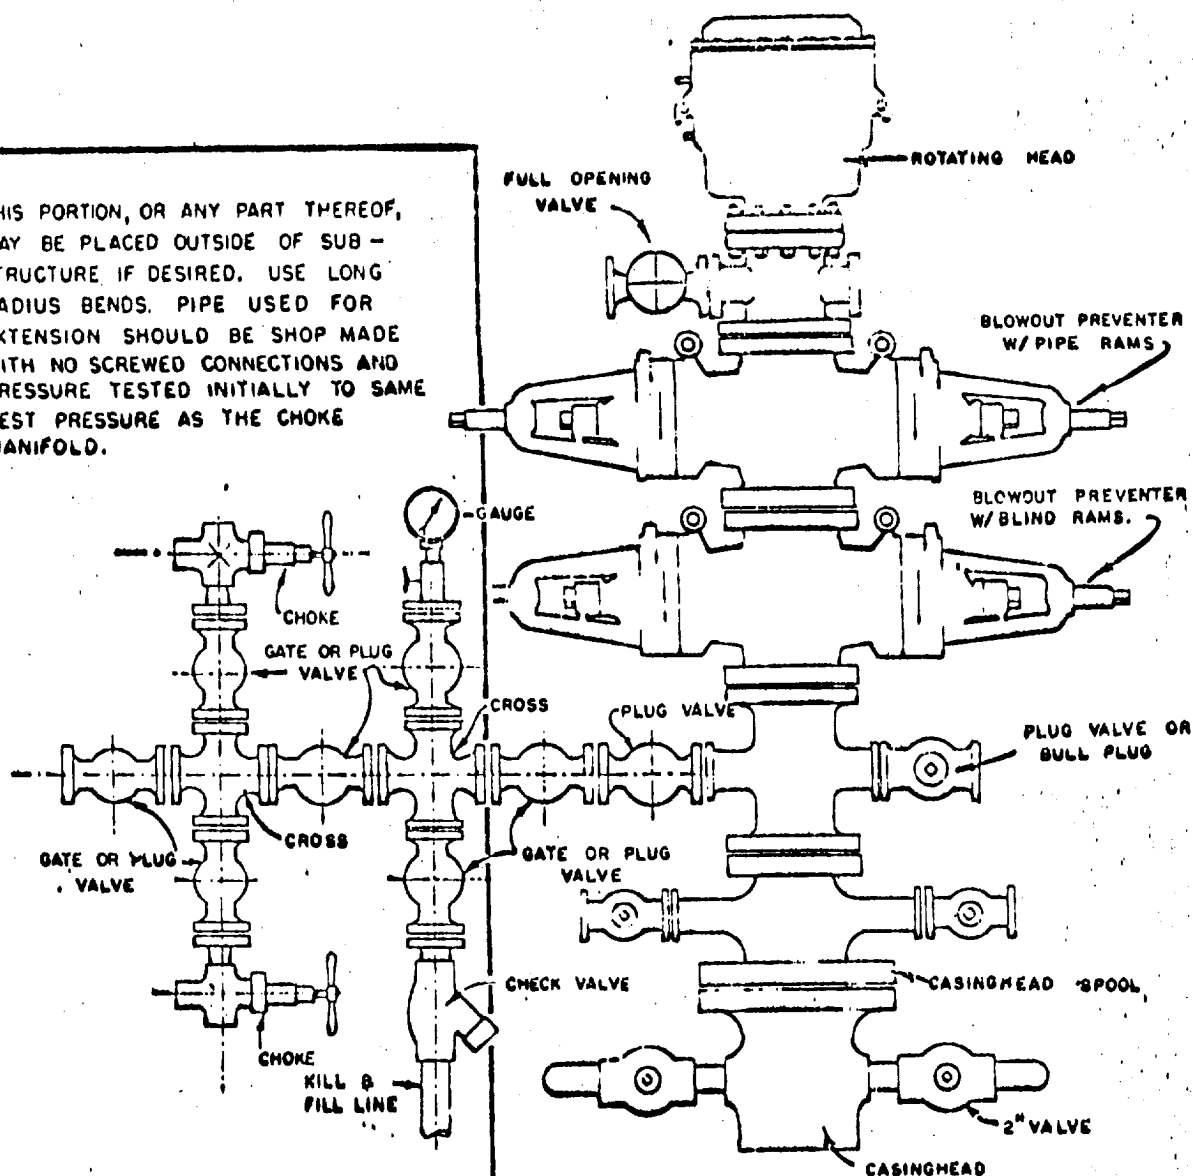 HIS PORTION, OR ANY PART THEREOF,
AY BE PLACED OUTSIDE OF SUB-
TRUCTURE IF DESIRED. USE LONG
ADIUS BENDS. PIPE USED FOR
XTENSION SHOULD BE SHOP MADE
ITH NO SCREWED CONNECTIONS AND
RESSURE TESTED INITIALLY TO SAME
EST PRESSURE AS THE CHOKE
ANIFOLD.
ROTATING HEAD
FULL OPENING
VALVE
BLOWOUT PREVENTER
W/ PIPE RAMS
BLOWOUT PREVENTER
W/ BLIND RAMS.
GAUGE
CHOKE
GATE OR PLUG
VALVE
CROSS
PLUG VALVE
PLUG VALVE OR
BULL PLUG
CROSS
GATE OR PLUG
VALVE
GATE OR PLUG
VALVE
CHECK VALVE
CASINGHEAD SPOOL
CHOKE
KILL &
FILL LINE
2" VALVE
CASINGHEAD